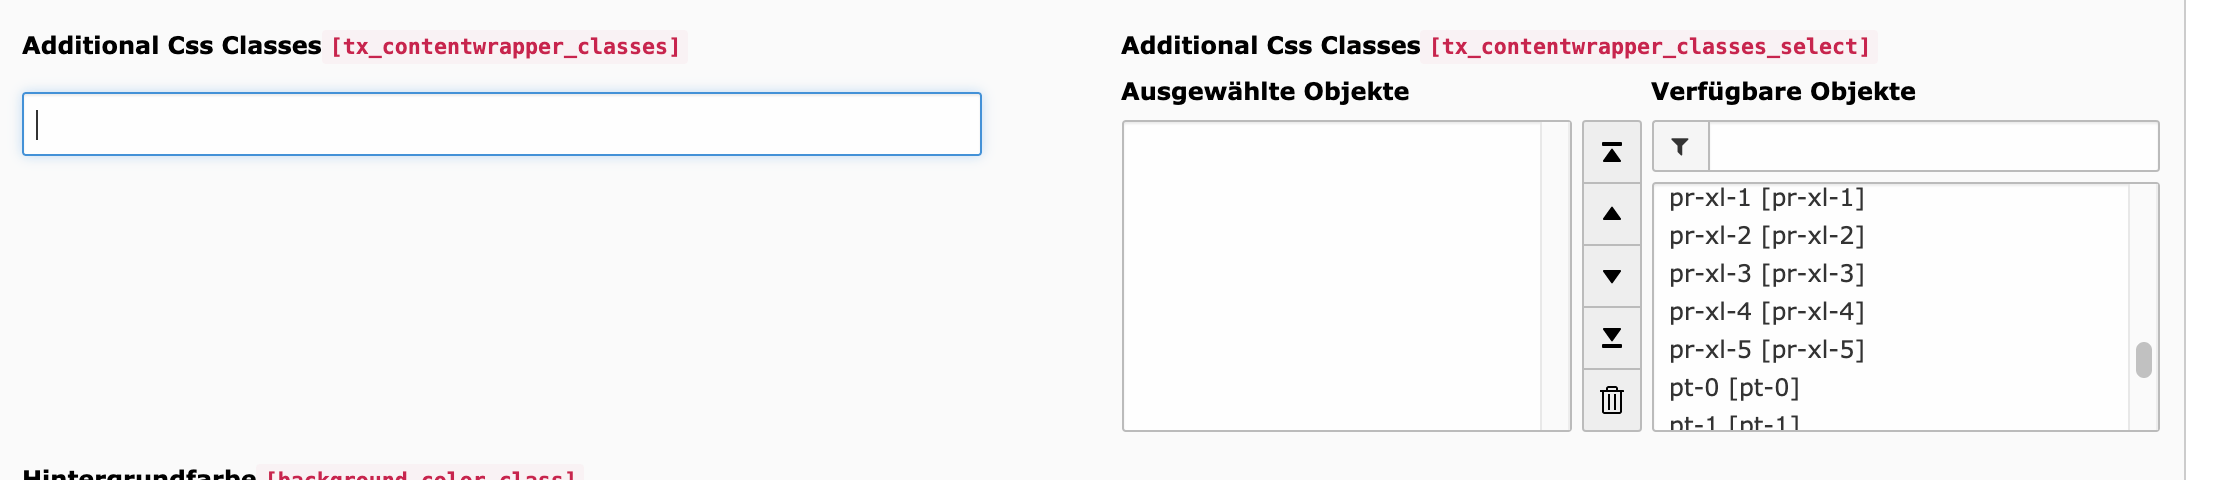 Additional Css Classes [tx_contentwrapper_classes]
Additional Css Classes [tx_contentwrapper_classes_select]
Ausgewählte Objekte
Verfügbare Objekte
pr-xl-1 [pr-xl-1]
pr-xl-2 [pr-xl-2]
pr-xl-3 [pr-xl-3]
pr-xl-4 [pr-xl-4]
pr-xl-5 [pr-xl-5]
pt-0 [pt-0]
pt-1 [pt-1]
Hintergrundfarbe [background_color_class]